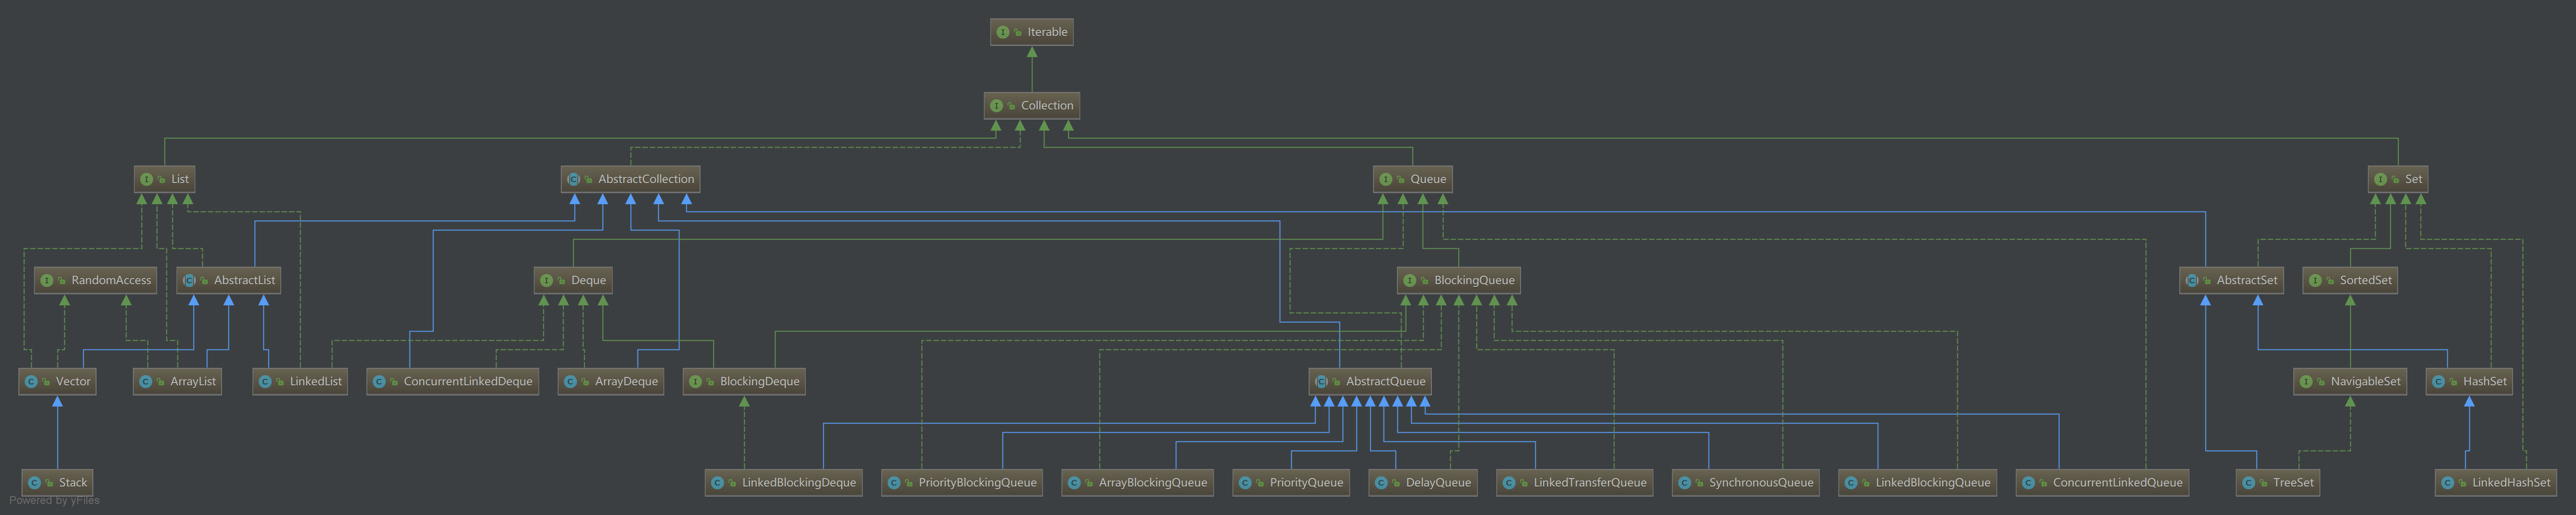 Iterable
Collection
List
AbstractCollection
Queue
Set
RandomAccess
AbstractList
Deque
BlockingQueue
AbstractSet
SortedSet
Vector
ArrayList
LinkedList
ConcurrentLinkedDeque
ArrayDeque
BlockingDeque
AbstractQueue
NavigableSet
HashSet
Stack
LinkedBlockingDeque
PriorityBlockingQueue
ArrayBlockingQueue
PriorityQueue
DelayQueue
LinkedTransferQueue
SynchronousQueue
LinkedBlockingQueue
ConcurrentLinkedQueue
TreeSet
LinkedHashSet
Powered by yFiles